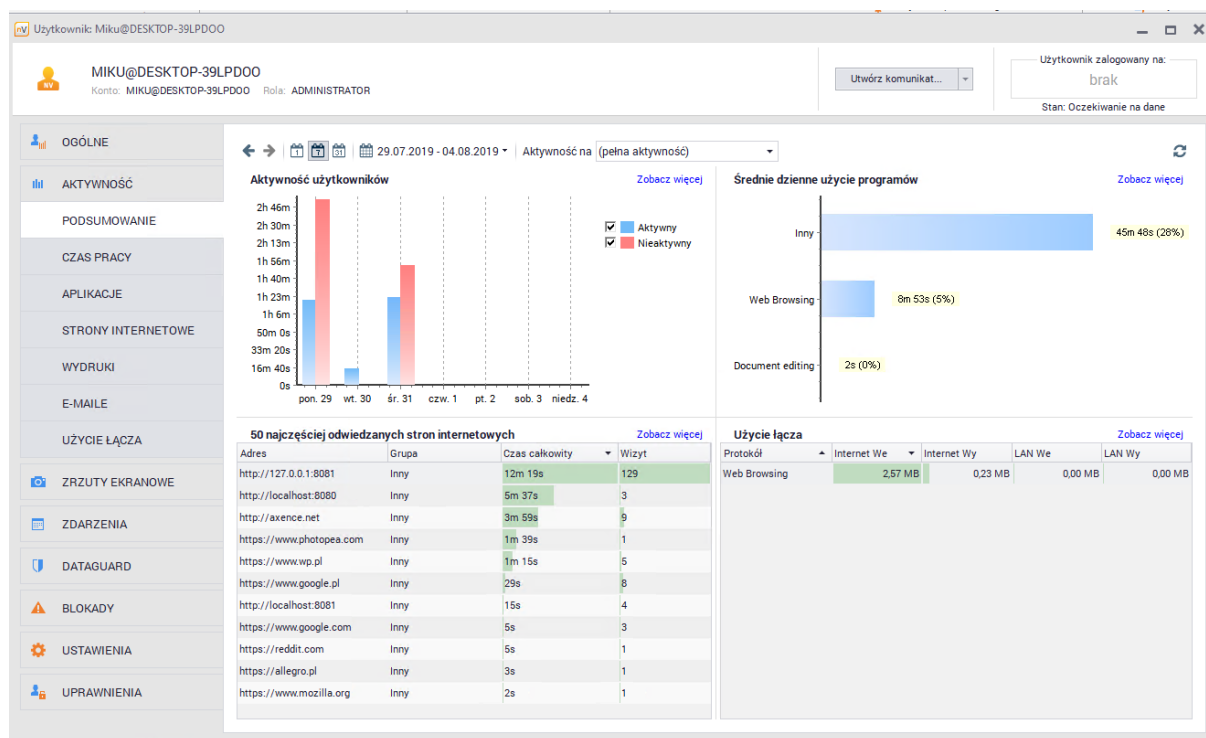 nV Użytkownik: Miku@DESKTOP-39LPDOO
NV
MIKU@DESKTOP-39LPDOO
Konto: MIKU@DESKTOP-39LPDOO Rola: ADMINISTRATOR
Utwórz komunikat...
Użytkownik zalogowany na:
brak
Stan: Oczekiwanie na dane
OGÓLNE
AKTYWNOŚĆ
PODSUMOWANIE
CZAS PRACY
APLIKACJE
STRONY INTERNETOWE
WYDRUKI
E-MAILE
UŻYCIE ŁĄCZA
ZRZUTY EKRANOWE
ZDARZENIA
DATAGUARD
BLOKADY
USTAWIENIA
UPRAWNIENIA
1 7 31 29.07.2019 - 04.08.2019 Aktywność na (pełna aktywność)
Aktywność użytkowników Zobacz więcej
2h 46m
2h 30m
2h 13m
1h 56m
1h 40m
1h 23m
1h 6m
50m 0s
33m 20s
16m 40s
0s
pon. 29 wt. 30 śr. 31 czw. 1 pt. 2 sob. 3 niedz. 4
Aktywny
Nieaktywny
Średnie dzienne użycie programów Zobacz więcej
Inny 45m 48s (28%)
Web Browsing 8m 53s (5%)
Document editing 2s (0%)
50 najczęściej odwiedzanych stron internetowych Zobacz więcej
Adres Grupa Czas całkowity Wizyt
http://127.0.0.1:8081 Inny 12m 19s 129
http://localhost:8080 Inny 5m 37s 3
http://axence.net Inny 3m 59s 9
https://www.photopea.com Inny 1m 39s 1
https://www.wp.pl Inny 1m 15s 5
https://www.google.pl Inny 29s 8
http://localhost:8081 Inny 15s 4
https://www.google.com Inny 5s 3
https://reddit.com Inny 5s 1
https://allegro.pl Inny 3s 1
https://www.mozilla.org Inny 2s 1
Użycie łącza Zobacz więcej
Protokół Internet We Internet Wy LAN We LAN Wy
Web Browsing 2,57 MB 0,23 MB 0,00 MB 0,00 MB